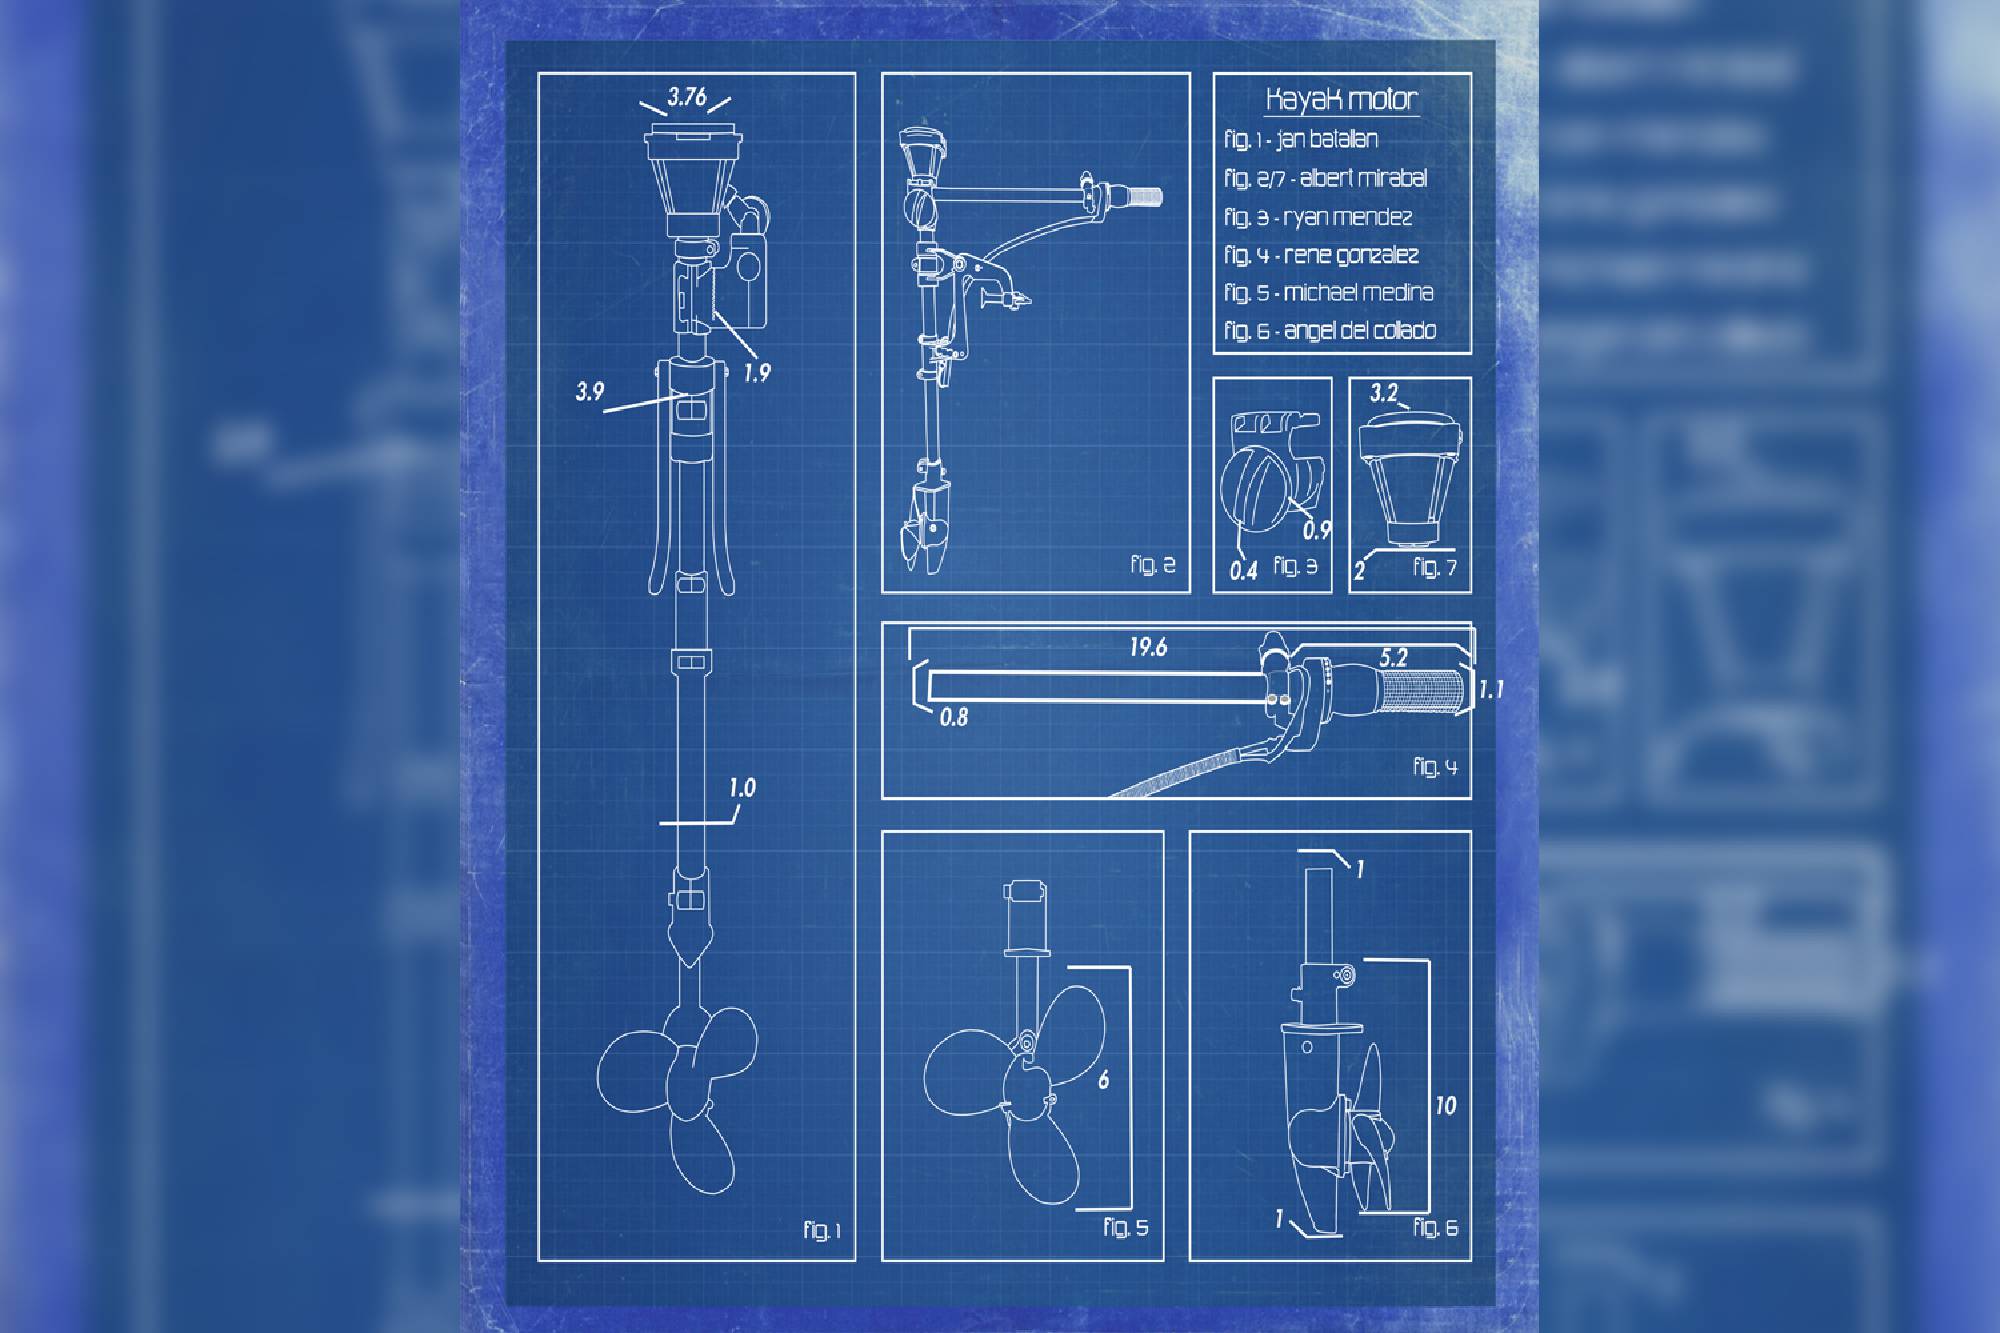 3.76
1.9
3.9
1.0
fig. 1
fig. 2
Kayak motor
fig. 1 - jan batallan
fig. 2/7 - albert mirabal
fig. 3 - ryan mendez
fig. 4 - rene gonzalez
fig. 5 - michael medina
fig. 6 - angel del collado
0.9
0.4 fig. 3
3.2
2 fig. 7
19.6
5.2
1.1
0.8
fig. 4
6
fig. 5
1
10
1
fig. 6